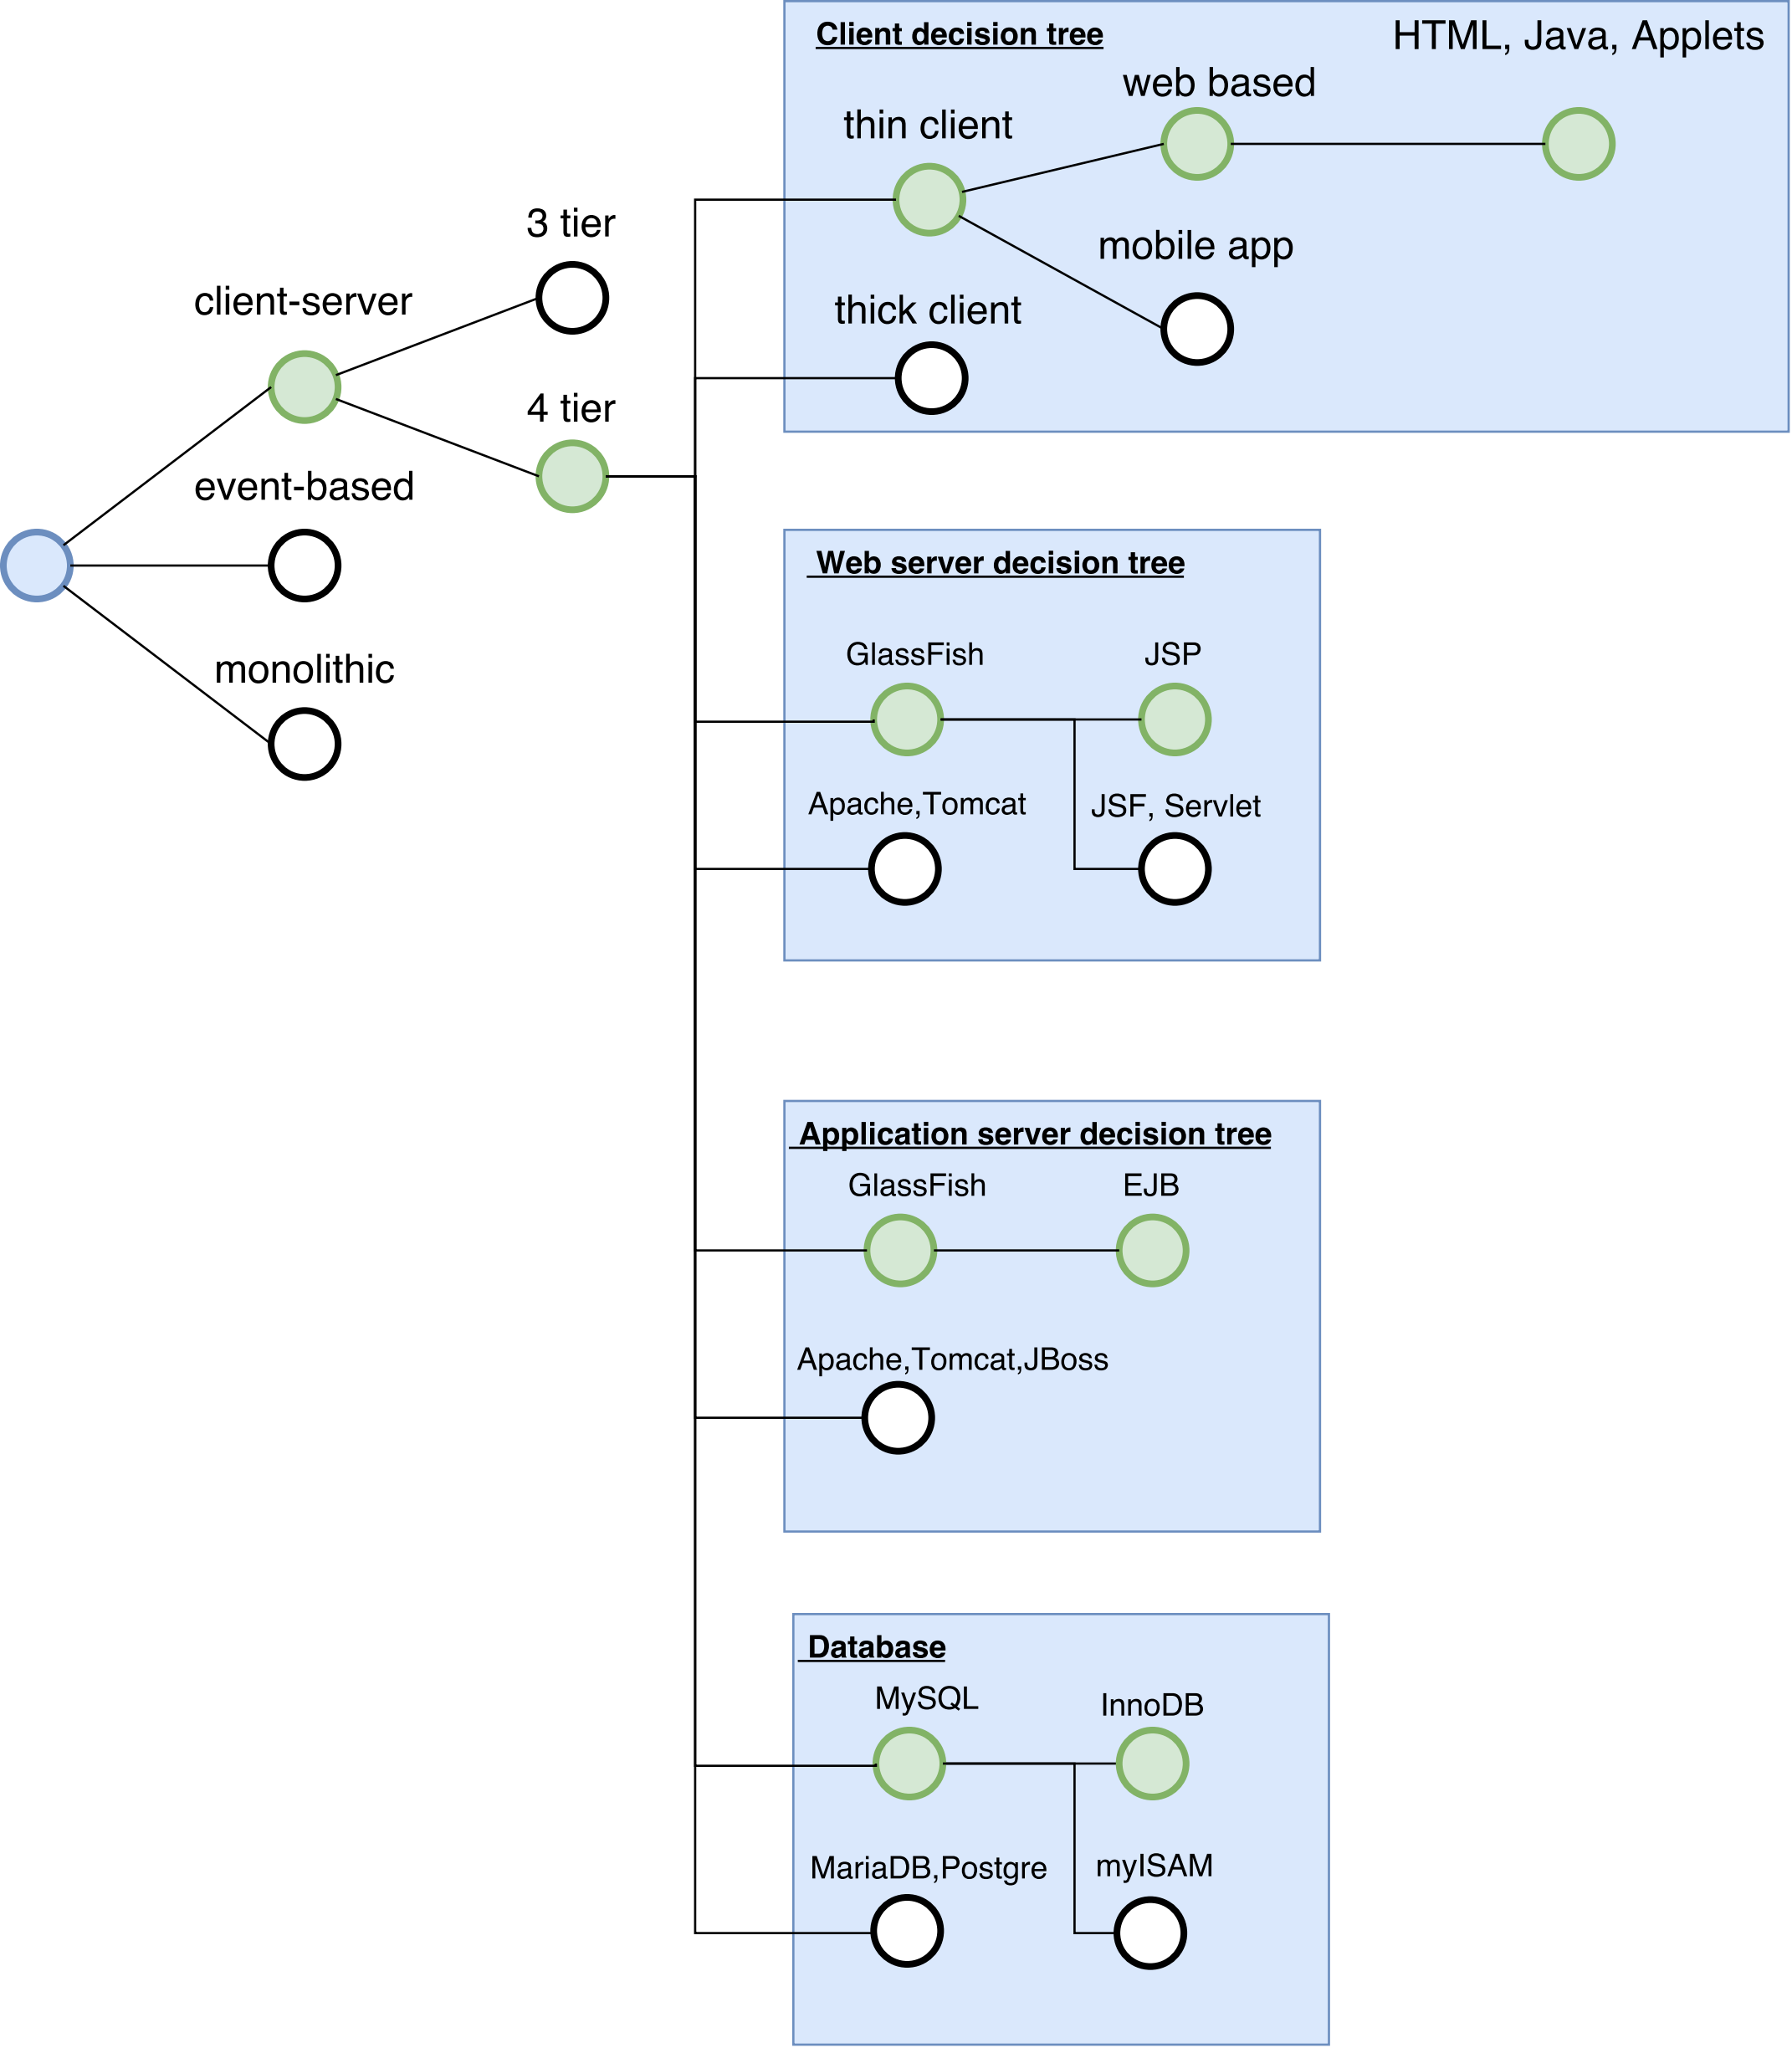 Client decision tree
HTML, Java, Applets
web based
thin client
mobile app
thick client
3 tier
client-server
4 tier
event-based
monolithic
Web server decision tree
GlassFish
JSP
Apache,Tomcat
JSF, Servlet
Application server decision tree
GlassFish
EJB
Apache,Tomcat,JBoss
Database
MySQL
InnoDB
MariaDB,Postgre
myISAM